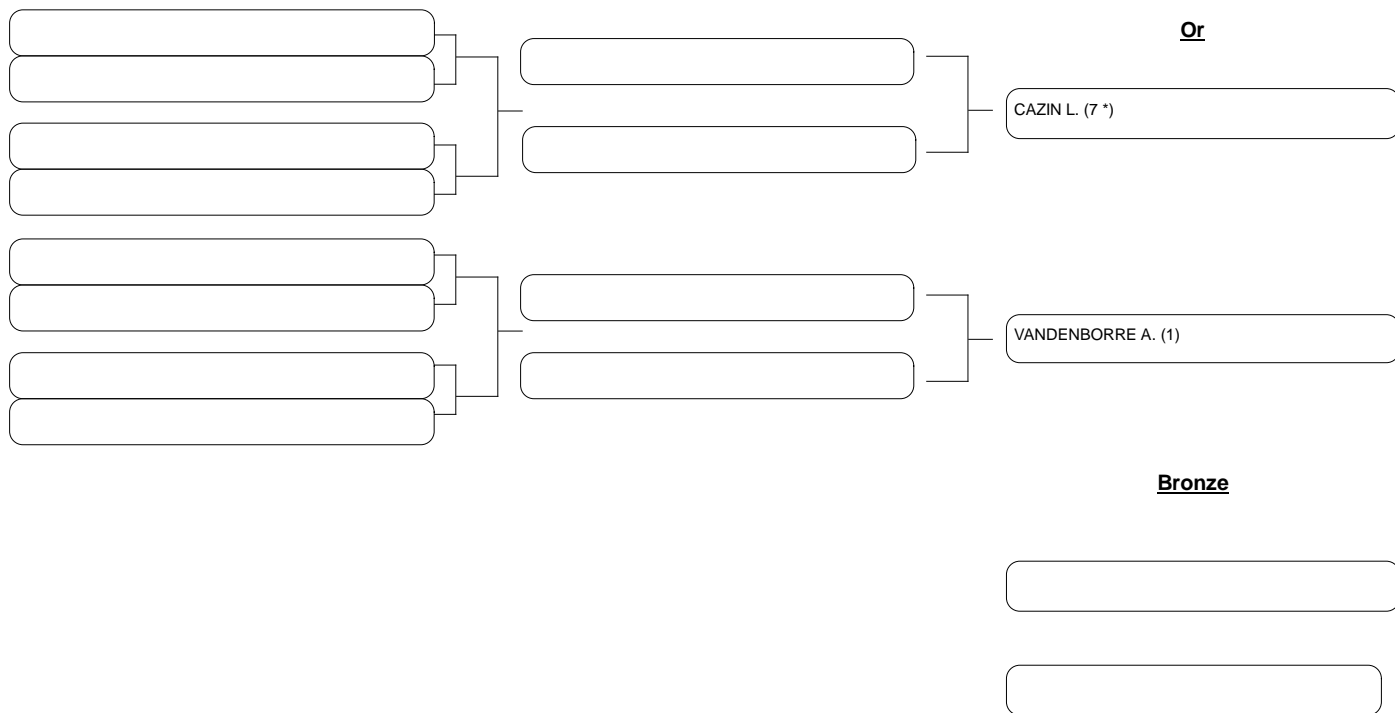 Or
CAZIN L. (7 *)
VANDENBORRE A. (1)
Bronze